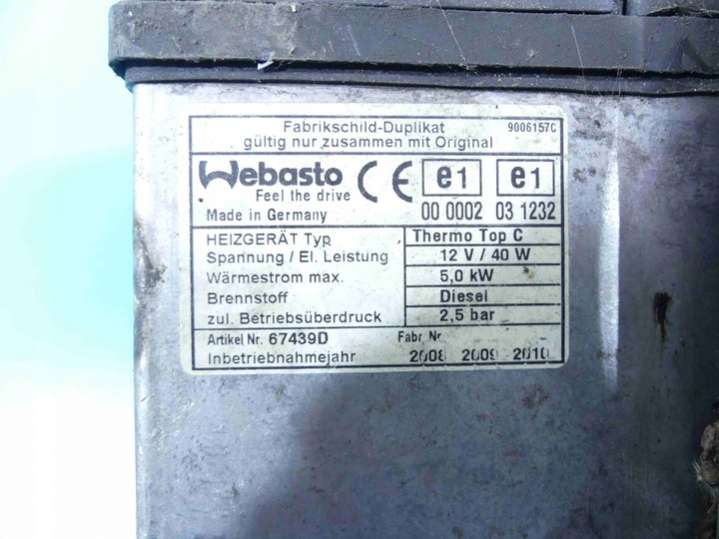 Fabrikschild-Duplikat 9006157C
gültig nur zusammen mit Original
Webasto CE e1 e1
Feel the drive
Made in Germany 00 0002 03 1232
HEIZGERÄT Typ Thermo Top C
Spannung / El. Leistung 12 V / 40 W
Wärmestrom max. 5,0 kW
Brennstoff Diesel
zul. Betriebsüberdruck 2,5 bar
Artikel Nr. 67439D Fabr Nr
Inbetriebnahmejahr 2008 2009 2010